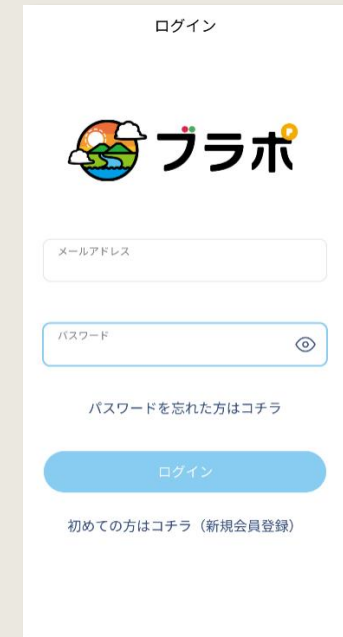 ログイン
ブラポ
P
メールアドレス
パスワード
パスワードを忘れた方はコチラ
ログイン
初めての方はコチラ（新規会員登録）